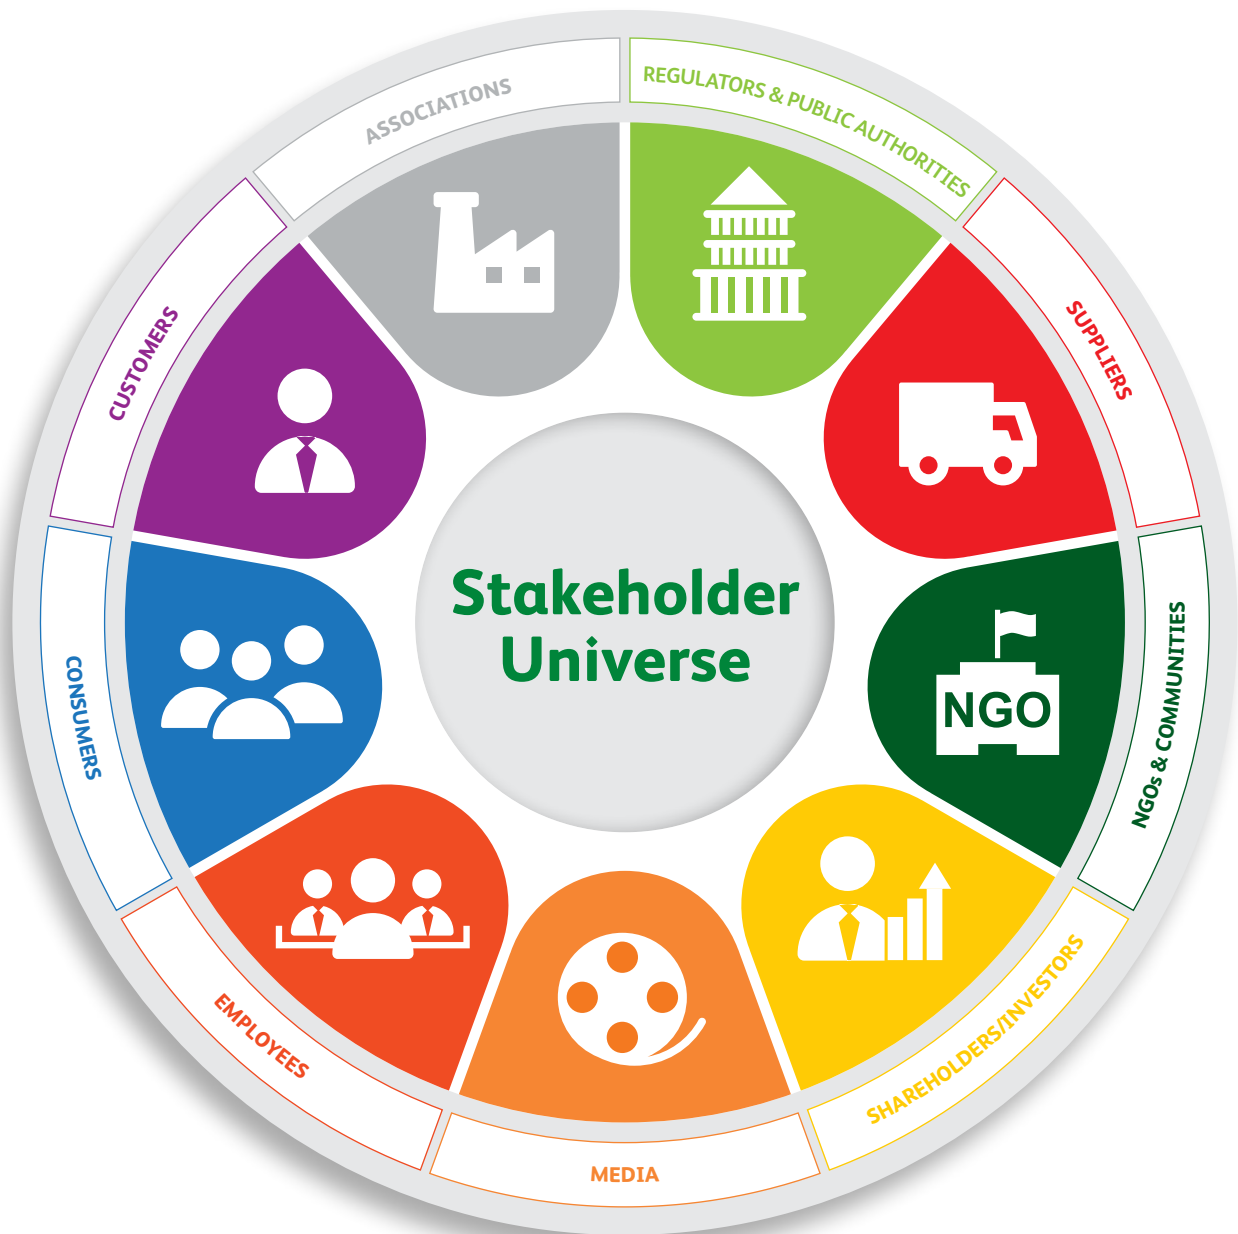 Stakeholder
Universe
REGULATORS & PUBLIC AUTHORITIES
SUPPLIERS
NGOs & COMMUNITIES
NGO
SHAREHOLDERS/INVESTORS
MEDIA
EMPLOYEES
CONSUMERS
CUSTOMERS
ASSOCIATIONS